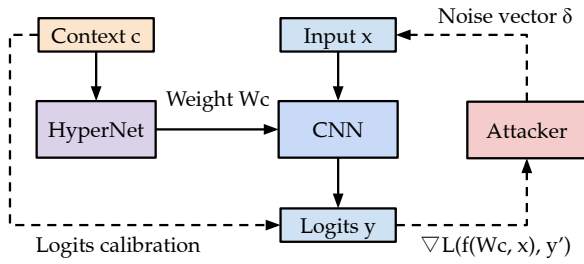 Noise vector δ
Context c
Input x
Weight Wc
HyperNet
CNN
Attacker
Logits y
Logits calibration
▽L(f(Wc, x), y’)